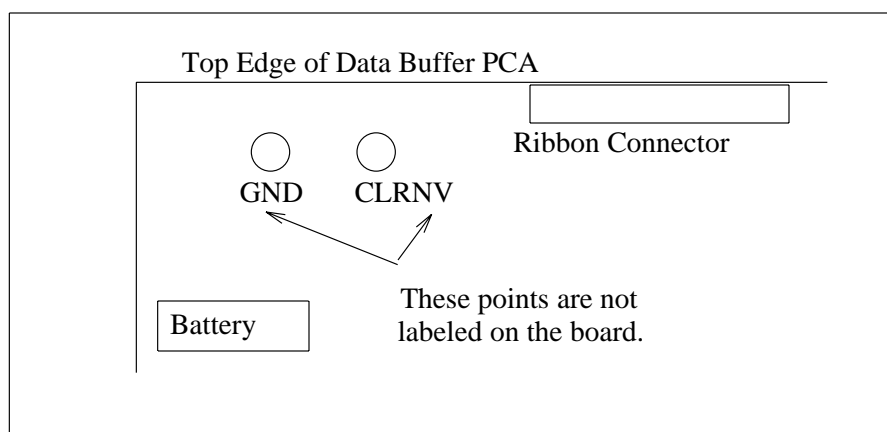 Top Edge of Data Buffer PCA
Ribbon Connector
GND CLRNV
These points are not
labeled on the board.
Battery